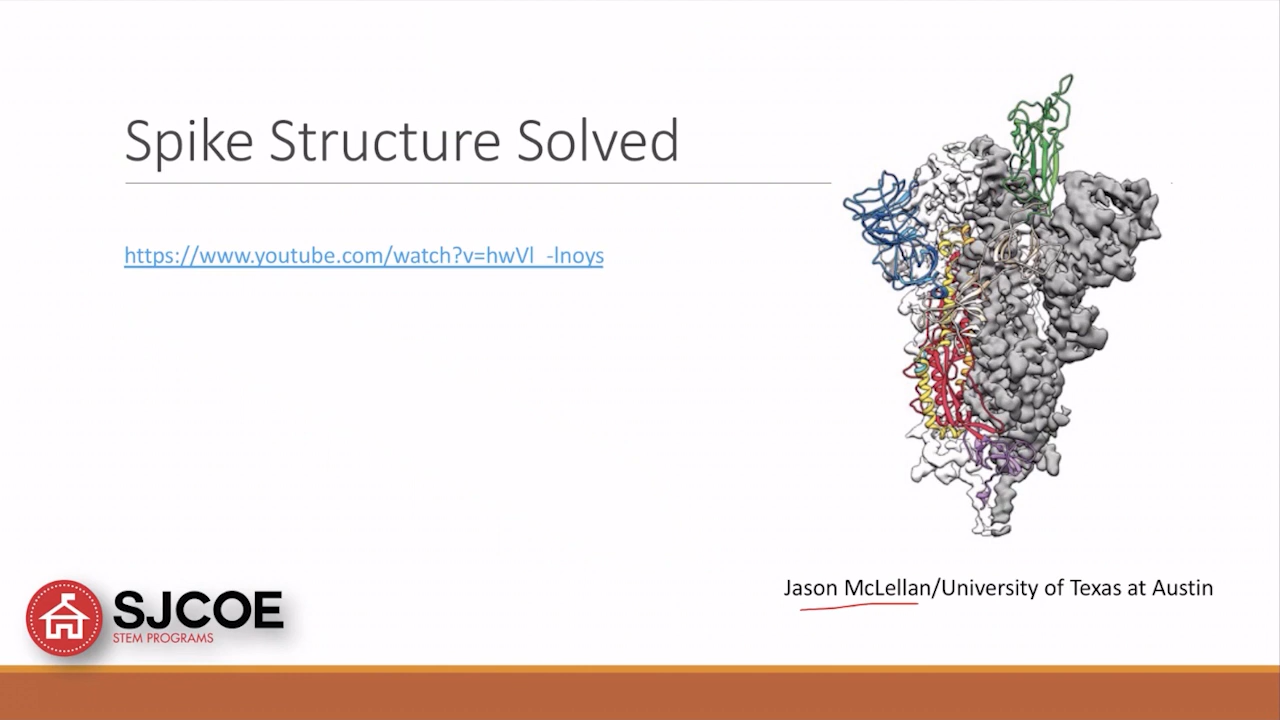 Spike Structure Solved
https://www.youtube.com/watch?v=hwVl_-lnoys
Jason McLellan/University of Texas at Austin
SJCOE
STEM PROGRAMS